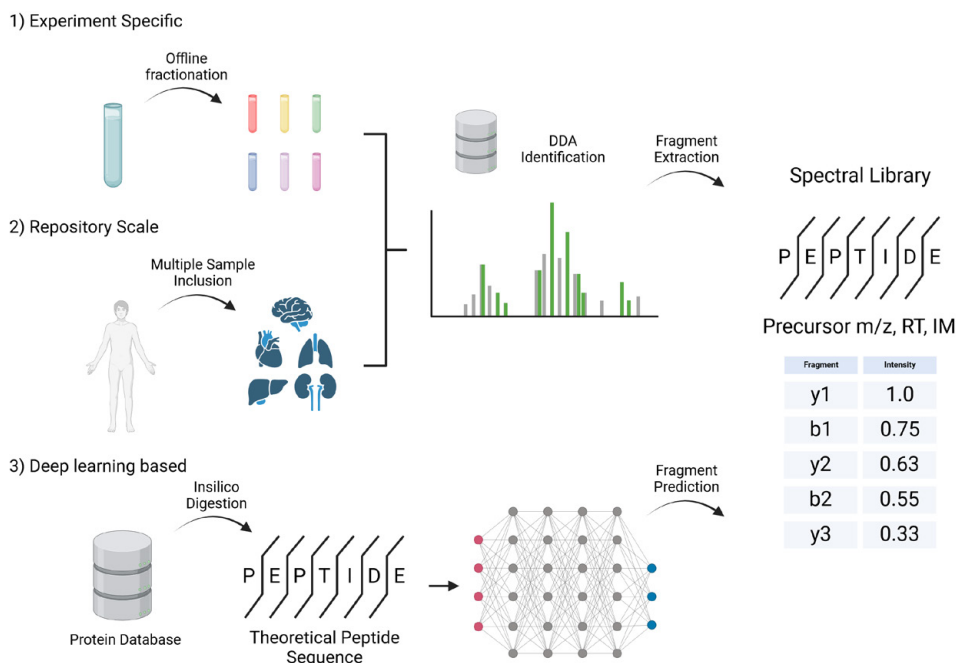 1) Experiment Specific
Offline
fractionation
DDA
Identification
Fragment
Extraction
Spectral Library
P E P T I D E
Precursor m/z, RT, IM
Fragment Intensity
y1 1.0
b1 0.75
y2 0.63
b2 0.55
y3 0.33
2) Repository Scale
Multiple Sample
Inclusion
3) Deep learning based
Insilico
Digestion
Protein Database
P E P T I D E
Theoretical Peptide
Sequence
Fragment
Prediction